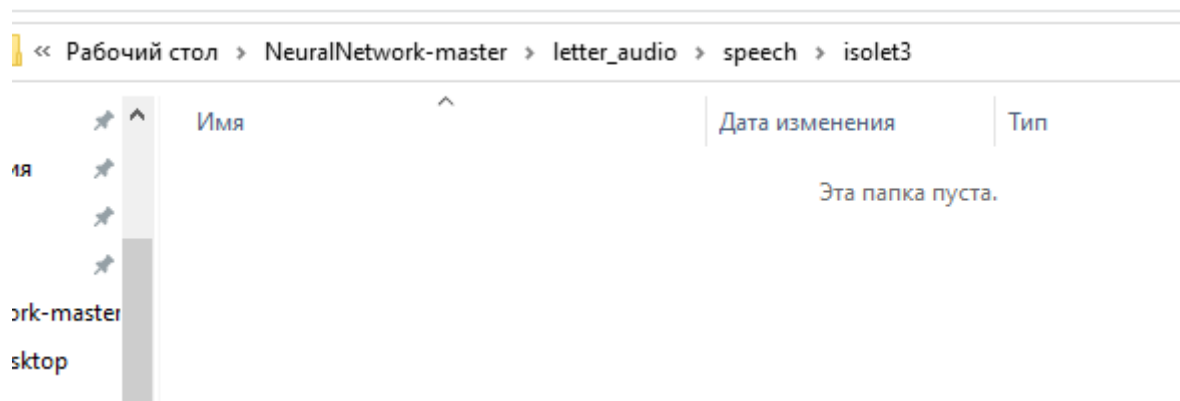 « Рабочий стол > NeuralNetwork-master > letter_audio > speech > isolet3
Имя Дата изменения Тип
Эта папка пуста.
ия
ork-master
sktop